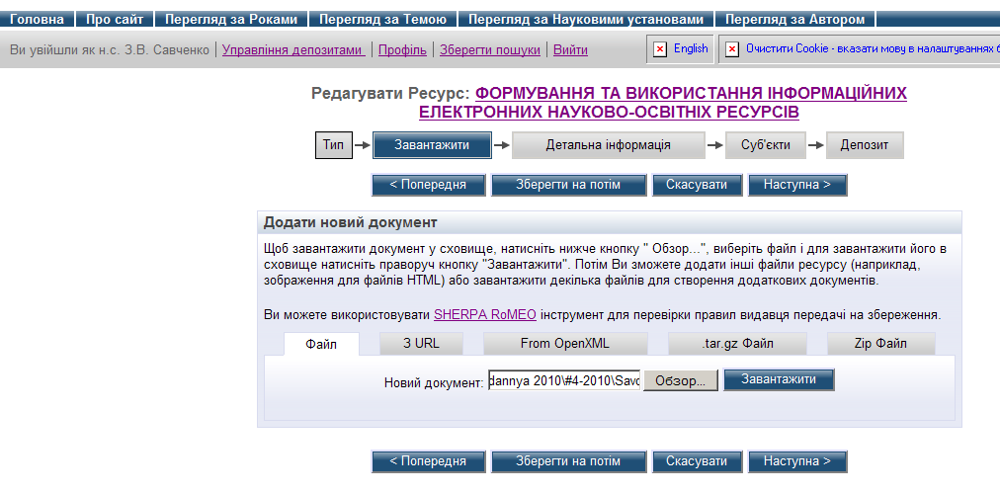 Головна Про сайт Перегляд за Роками Перегляд за Темою Перегляд за Науковими установами Перегляд за Автором
Ви увійшли як н.с. З.В. Савченко Управління депозитами Профіль Зберегти пошуки Вийти English Очистити Cookie - вказати мову в налаштуваннях
Редагувати Ресурс: ФОРМУВАННЯ ТА ВИКОРИСТАННЯ ІНФОРМАЦІЙНИХ
ЕЛЕКТРОННИХ НАУКОВО-ОСВІТНІХ РЕСУРСІВ
Тип Завантажити Детальна інформація Суб'єкти Депозит
< Попередня Зберегти на потім Скасувати Наступна >
Додати новий документ
Щоб завантажити документ у сховище, натисніть нижче кнопку " Обзор...", виберіть файл і для завантажити його в
сховище натисніть праворуч кнопку "Завантажити". Потім Ви зможете додати інші файли ресурсу (наприклад,
зображення для файлів HTML) або завантажити декілька файлів для створення додаткових документів.
Ви можете використовувати SHERPA RoMEO інструмент для перевірки правил видавця передачі на збереження.
Файл З URL From OpenXML .tar.gz Файл Zip Файл
Новий документ: dannya 2010\#4-2010\Savc Обзор... Завантажити
< Попередня Зберегти на потім Скасувати Наступна >